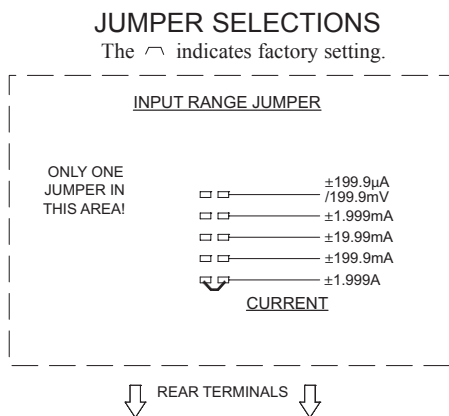 JUMPER SELECTIONS
The indicates factory setting.
INPUT RANGE JUMPER
ONLY ONE
JUMPER IN
THIS AREA!
±199.9µA
/199.9mV
±1.999mA
±19.99mA
±199.9mA
±1.999A
CURRENT
REAR TERMINALS